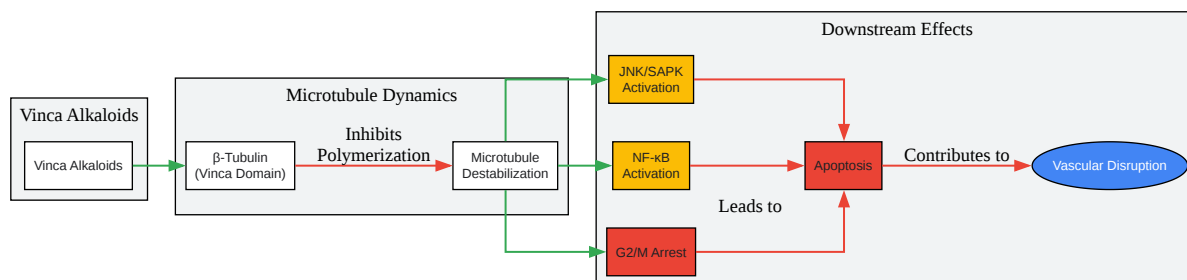 Downstream Effects
JNK/SAPK
Activation
Microtubule Dynamics
Vinca Alkaloids
Inhibits
Polymerization
Vinca Alkaloids
β-Tubulin
(Vinca Domain)
Microtubule
Destabilization
NF-κB
Activation
Apoptosis
Contributes to
Vascular Disruption
Leads to
G2/M Arrest